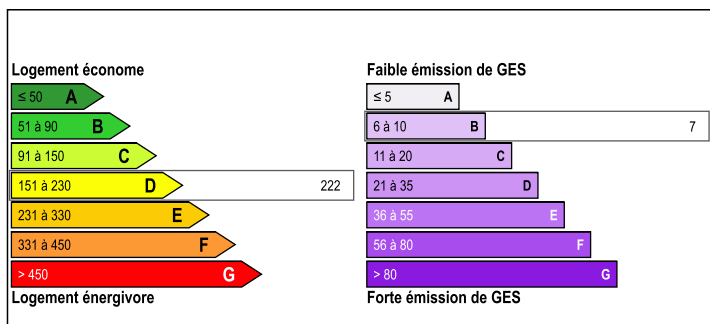 Logement économe
≤ 50 A
51 à 90 B
91 à 150 C
151 à 230 D 222
231 à 330 E
331 à 450 F
> 450 G
Logement énergivore
Faible émission de GES
≤ 5 A
6 à 10 B 7
11 à 20 C
21 à 35 D
36 à 55 E
56 à 80 F
> 80 G
Forte émission de GES